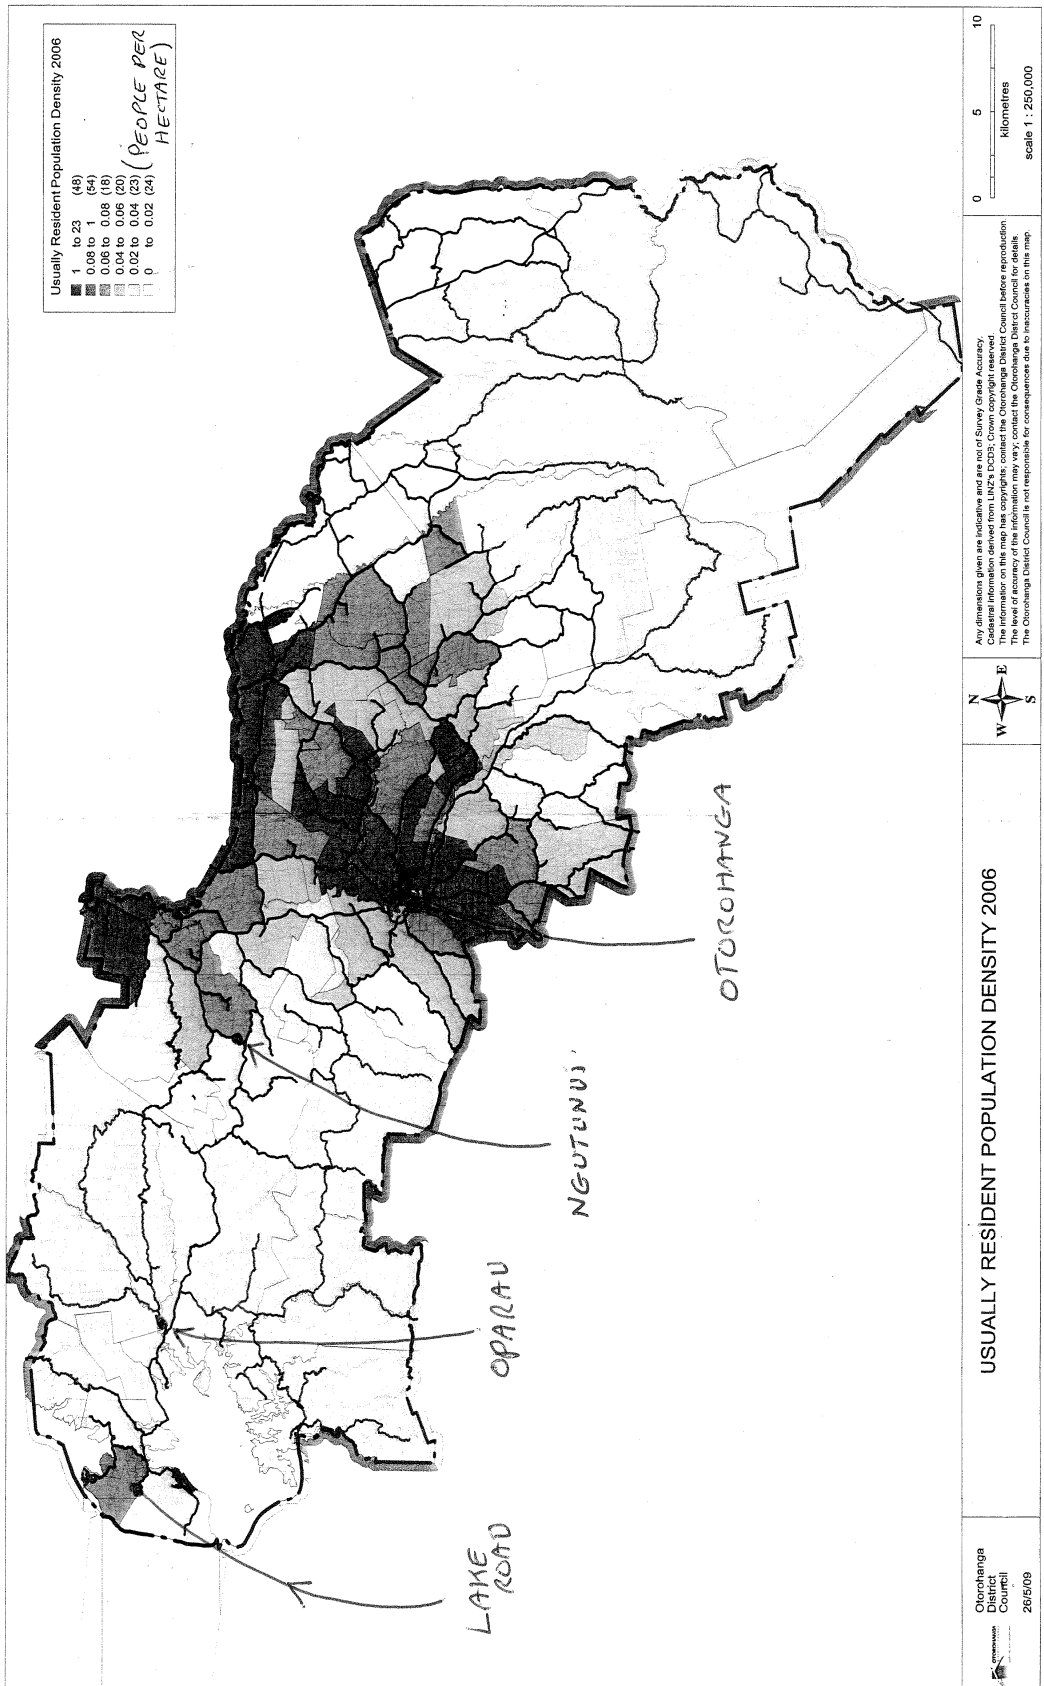 Usually Resident Population Density 2006
1 to 23 (48)
0.08 to 1 (54)
0.06 to 0.08 (18)
0.04 to 0.06 (20)
0.02 to 0.04 (23)
0 to 0.02 (24)
(PEOPLE PER
HECTARE)
LAKE
ROAD
OPARAU
NGUTUNUI
OTOROHANGA
Otorohanga
District
Council
26/5/09
USUALLY RESIDENT POPULATION DENSITY 2006
N
W E
S
Any dimensions given are indicative and are not of Survey Grade Accuracy.
Cadastral information derived from LINZ's DCDB; Crown copyright reserved.
The information on this map has copyrights; contact the Otorohanga District Council before reproduction.
The level of accuracy of the information may vary; contact the Otorohanga District Council for details.
The Otorohanga District Council is not responsible for consequences due to inaccuracies on this map.
0 5 10
kilometres
scale 1 : 250,000